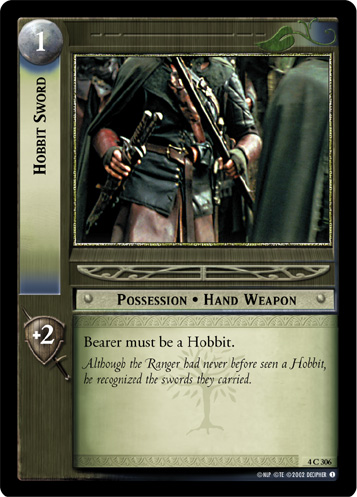 1
Hobbit Sword
Possession • Hand Weapon
+2
Bearer must be a Hobbit.
Although the Ranger had never before seen a Hobbit,
he recognized the swords they carried.
4 C 306
©NLP ©/TE ©2002 DECIPHER 1